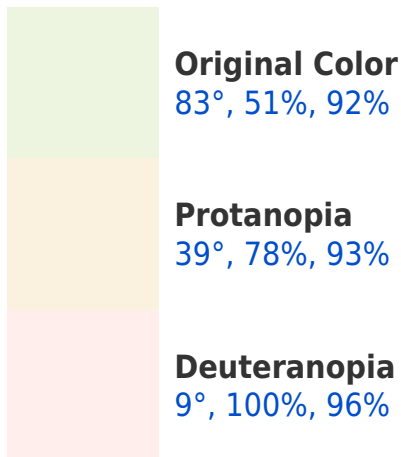 Original Color
83°, 51%, 92%
Protanopia
39°, 78%, 93%
Deuteranopia
9°, 100%, 96%